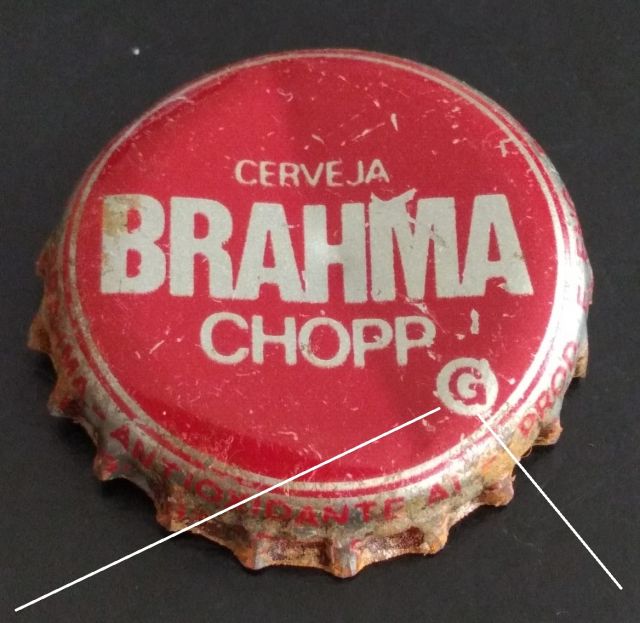 CERVEJA
BRAHMA
CHOPP
G
ANTIOXIDANTE